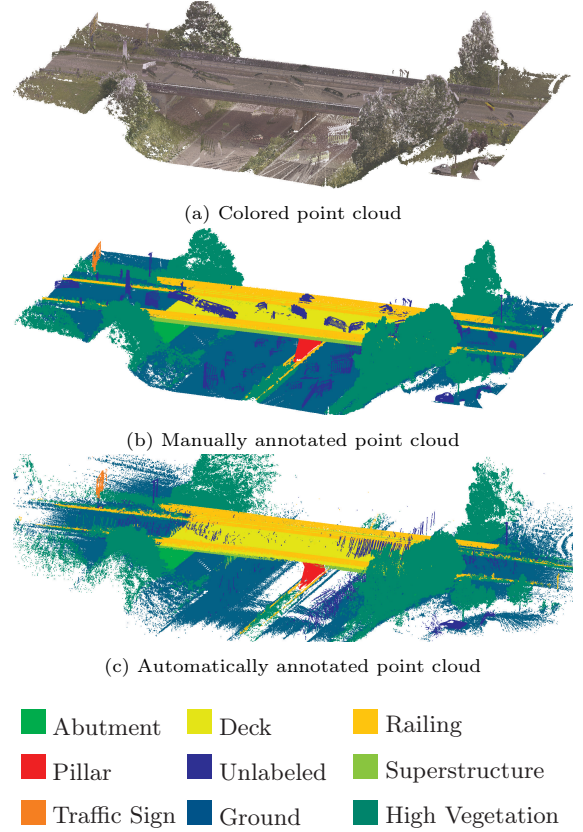 (a) Colored point cloud
(b) Manually annotated point cloud
(c) Automatically annotated point cloud
Abutment Deck Railing
Pillar Unlabeled Superstructure
Traffic Sign Ground High Vegetation